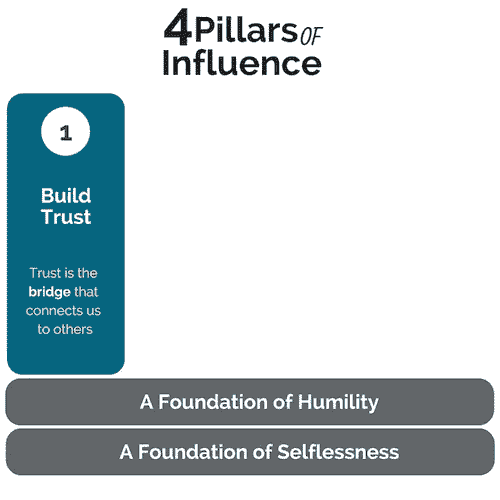 4 Pillars OF
Influence
1
Build
Trust
Trust is the
bridge that
connects us
to others
A Foundation of Humility
A Foundation of Selflessness